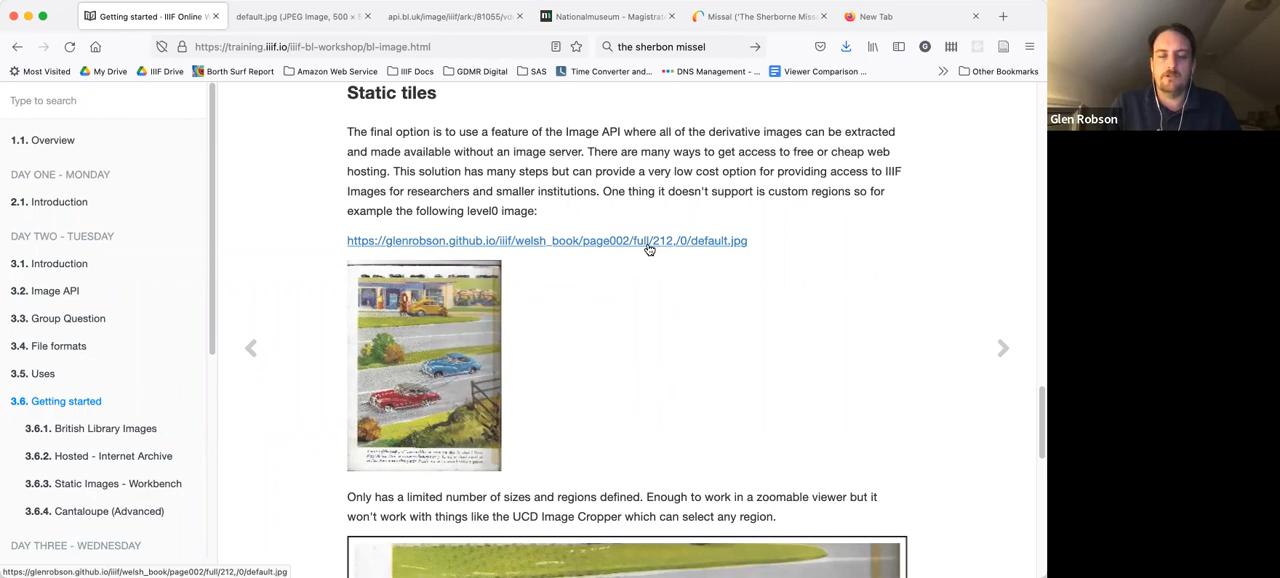 Getting started - IIIF Online W
default.jpg (JPEG Image, 500 × 5
api.bl.uk/image/iiif/ark:/81055/vdc
Nationalmuseum - Magistrate
Missal ('The Sherborne Miss
New Tab
https://training.iiif.io/iiif-bl-workshop/bl-image.html
the sherbon missel
Most Visited
My Drive
IIIF Drive
Borth Surf Report
Amazon Web Service
IIIF Docs
GDMR Digital
SAS
Time Converter and...
DNS Management - ...
Viewer Comparison ...
Other Bookmarks
Type to search
1.1. Overview
DAY ONE - MONDAY
2.1. Introduction
DAY TWO - TUESDAY
3.1. Introduction
3.2. Image API
3.3. Group Question
3.4. File formats
3.5. Uses
3.6. Getting started
3.6.1. British Library Images
3.6.2. Hosted - Internet Archive
3.6.3. Static Images - Workbench
3.6.4. Cantaloupe (Advanced)
DAY THREE - WEDNESDAY
https://glenrobson.github.io/iiif/welsh_book/page002/full/212,/0/default.jpg
Static tiles
The final option is to use a feature of the Image API where all of the derivative images can be extracted
and made available without an image server. There are many ways to get access to free or cheap web
hosting. This solution has many steps but can provide a very low cost option for providing access to IIIF
Images for researchers and smaller institutions. One thing it doesn't support is custom regions so for
example the following level0 image:
https://glenrobson.github.io/iiif/welsh_book/page002/full/212,/0/default.jpg
Only has a limited number of sizes and regions defined. Enough to work in a zoomable viewer but it
won't work with things like the UCD Image Cropper which can select any region.
Glen Robson